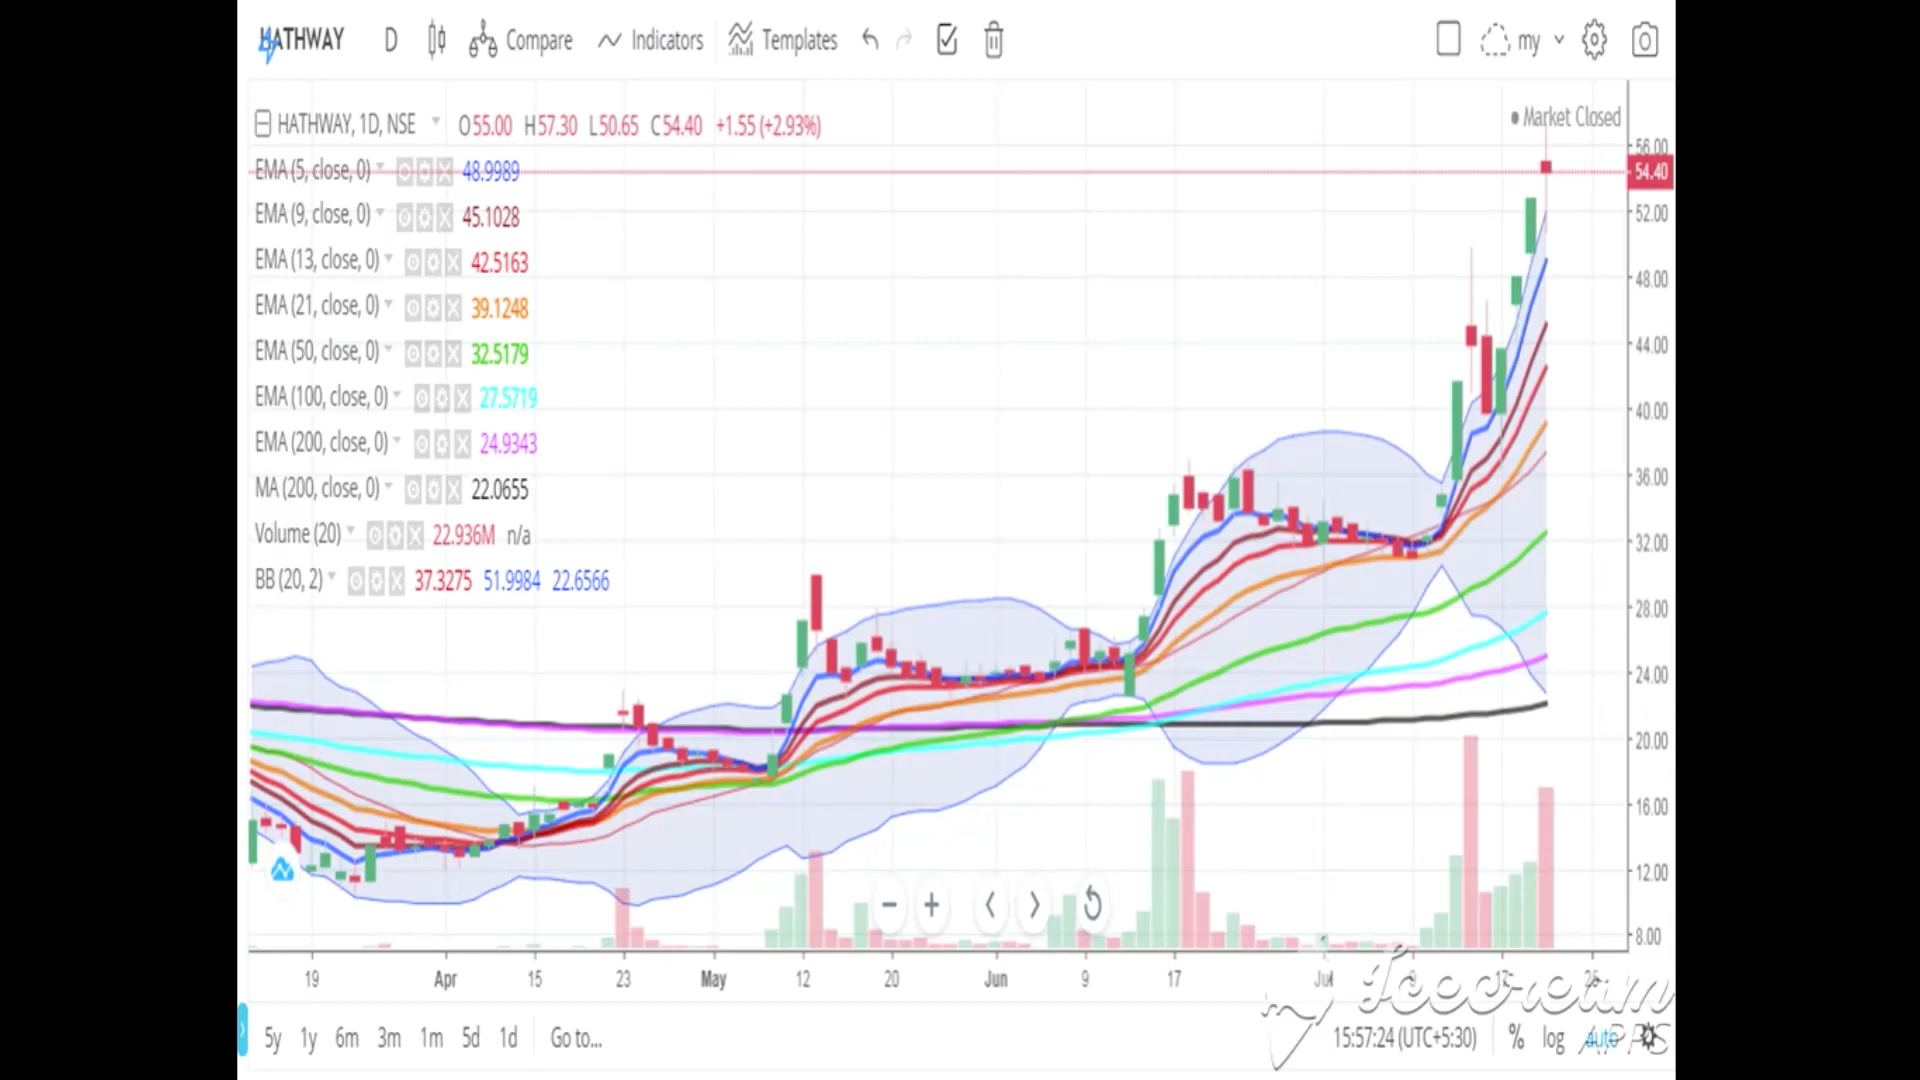 HATHWAY D Compare Indicators Templates my
HATHWAY, 1D, NSE O55.00 H57.30 L50.65 C54.40 +1.55 (+2.93%)
Market Closed
EMA (5, close, 0) 48.9989
EMA (9, close, 0) 45.1028
EMA (13, close, 0) 42.5163
EMA (21, close, 0) 39.1248
EMA (50, close, 0) 32.5179
EMA (100, close, 0) 27.5719
EMA (200, close, 0) 24.9343
MA (200, close, 0) 22.0655
Volume (20) 22.936M n/a
BB (20, 2) 37.3275 51.9984 22.6566
56.00
54.40
52.00
48.00
44.00
40.00
36.00
32.00
28.00
24.00
20.00
16.00
12.00
8.00
19 Apr 15 23 May 12 20 Jun 9 17 Jul
Icecream
APPS
5y 1y 6m 3m 1m 5d 1d Go to... 15:57:24 (UTC+5:30) % log auto